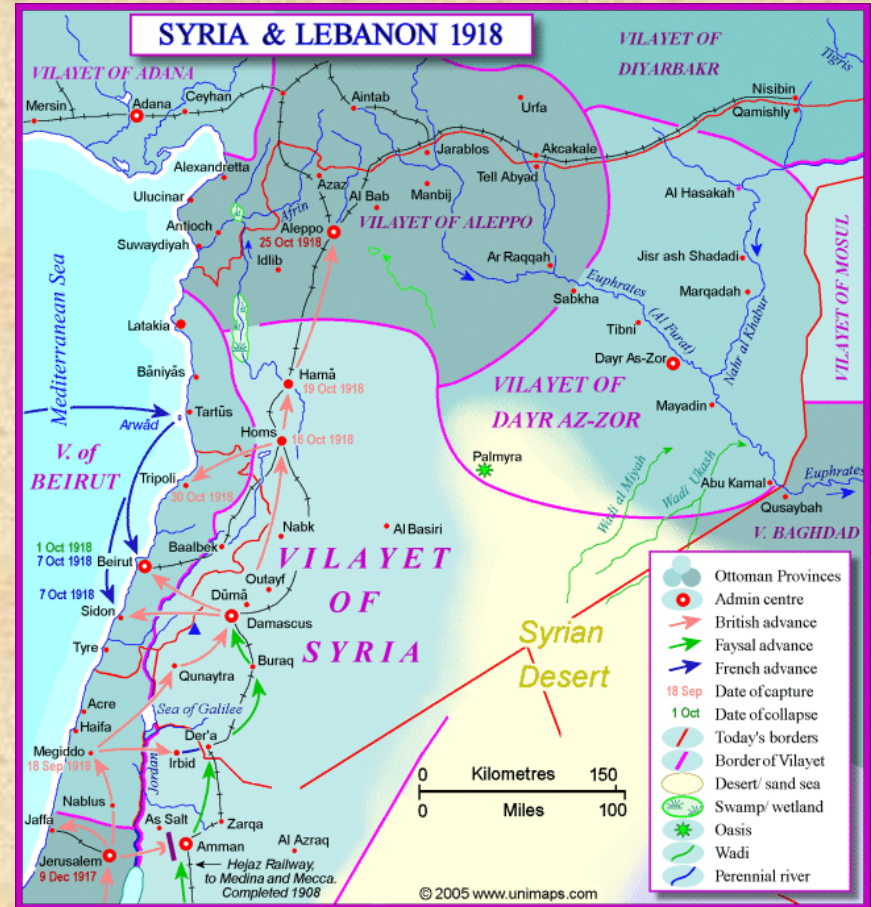 SYRIA & LEBANON 1918
VILAYET OF
DIYARBAKR
Tigris
VILAYET OF ADANA
Mersin
Adana
Ceyhan
Aintab
Urfa
Nisibin
Qamishly
Jarablos
Akcakale
Tell Abyad
Alexandretta
Azaz
Al Bab
Manbij
Al Hasakah
Ulucinar
Afrin
VILAYET OF ALEPPO
Antioch
Aleppo
25 Oct 1918
Suwaydiyah
Idlib
Ar Raqqah
Jisr ash Shadadi
Euphrates
(Al Furat)
Sabkha
Marqadah
Nahr al Khabur
VILAYET OF MOSUL
Mediterranean Sea
Latakia
Tibni
Dayr As-Zor
Bāniyās
Hamā
19 Oct 1918
VILAYET OF
DAYR AZ-ZOR
Mayadin
Arwād
Tartūs
Homs
16 Oct 1918
V. of
BEIRUT
Palmyra
Wadi al Miyah
Wadi Ukash
Abu Kamal
Euphrates
Qusaybah
Tripoli
30 Oct 1918
Nabk
Al Basiri
V. BAGHDAD
1 Oct 1918
7 Oct 1918
Beirut
Baalbek
VILAYET
OF
SYRIA
Outayf
Dūmā
7 Oct 1918
Sidon
Damascus
Tyre
Buraq
Qunaytra
Syrian
Desert
Sea of Galilee
Acre
Haifa
Der'a
Megiddo
18 Sep 1918
Irbid
Jordan
Nablus
Jaffa
As Salt
Zarqa
Amman
Al Azraq
Jerusalem
9 Dec 1917
Hejaz Railway,
to Medina and Mecca.
Completed 1908
0 Kilometres 150
0 Miles 100
© 2005 www.unimaps.com
Ottoman Provinces
Admin centre
British advance
Faysal advance
French advance
18 Sep Date of capture
1 Oct Date of collapse
Today's borders
Border of Vilayet
Desert/ sand sea
Swamp/ wetland
Oasis
Wadi
Perennial river